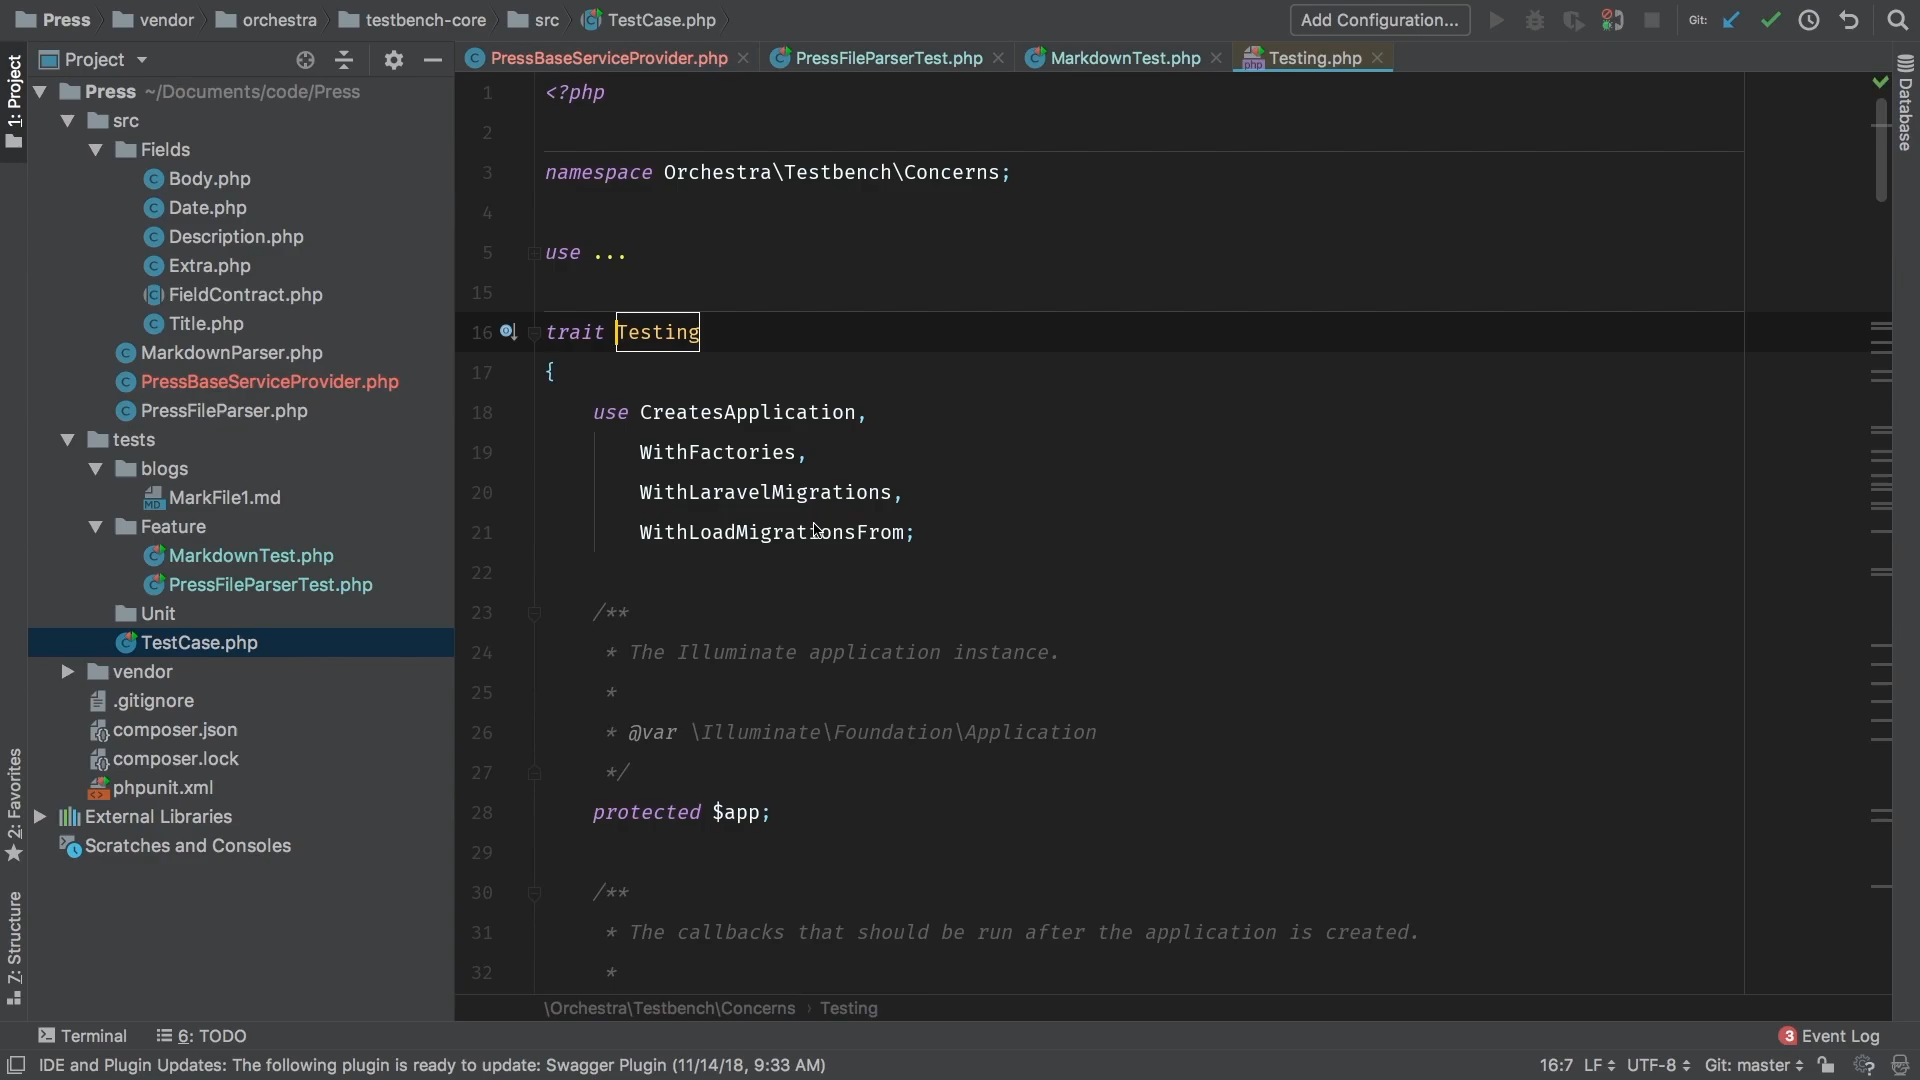 Press
vendor
orchestra
testbench-core
src
TestCase.php
Add Configuration...
Git:
1: Project
Project
PressBaseServiceProvider.php
PressFileParserTest.php
MarkdownTest.php
Testing.php
Database
Press ~/Documents/code/Press
src
Fields
Body.php
Date.php
Description.php
Extra.php
FieldContract.php
Title.php
MarkdownParser.php
PressBaseServiceProvider.php
PressFileParser.php
tests
blogs
MarkFile1.md
Feature
MarkdownTest.php
PressFileParserTest.php
Unit
TestCase.php
vendor
.gitignore
composer.json
composer.lock
phpunit.xml
External Libraries
Scratches and Consoles
2: Favorites
7: Structure
1 <?php
2
3 namespace Orchestra\Testbench\Concerns;
4
5 use ...
15
16 trait Testing
17 {
18 use CreatesApplication,
19 WithFactories,
20 WithLaravelMigrations,
21 WithLoadMigrationsFrom;
22
23 /**
24 * The Illuminate application instance.
25 *
26 * @var \Illuminate\Foundation\Application
27 */
28 protected $app;
29
30 /**
31 * The callbacks that should be run after the application is created.
32 *
\Orchestra\Testbench\Concerns › Testing
Terminal
6: TODO
3 Event Log
IDE and Plugin Updates: The following plugin is ready to update: Swagger Plugin (11/14/18, 9:33 AM)
16:7 LF UTF-8 Git: master